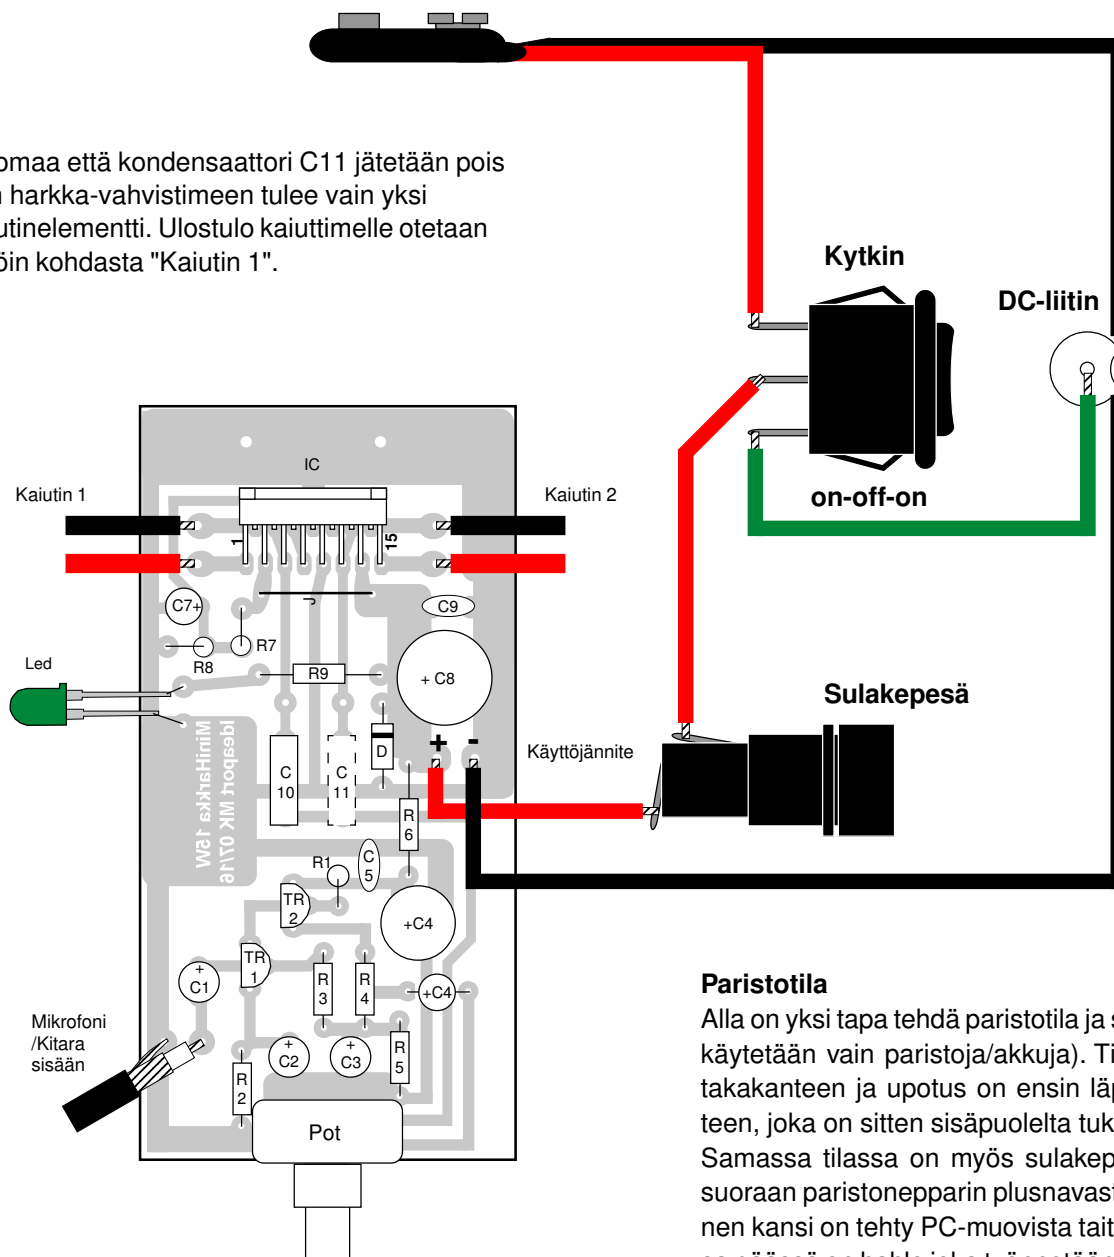 omaa että kondensaattori C11 jätetään pois
harkka-vahvistimeen tulee vain yksi
utinelementti. Ulostulo kaiuttimelle otetaan
öin kohdasta "Kaiutin 1".
Kytkin
DC-liitin
on-off-on
IC
Kaiutin 1
Kaiutin 2
1
15
J
C7+
C9
R7
R8
Led
R9
+ C8
Sulakepesä
+
-
Käyttöjännite
D
C
10
C
11
R
6
Ideaport MK 07/16
MiniHarkka 15W
R1
C
5
TR
2
+C4
TR
1
+
C1
R
3
R
4
+C4
Mikrofoni
/Kitara
sisään
+
C2
+
C3
R
5
R
2
Pot
Paristotila
Alla on yksi tapa tehdä paristotila ja s
käytetään vain paristoja/akkuja). Ti
takakanteen ja upotus on ensin läp
teen, joka on sitten sisäpuolelta tuk
Samassa tilassa on myös sulakep
suoraan paristonepparin plusnavast
nen kansi on tehty PC-muovista tait